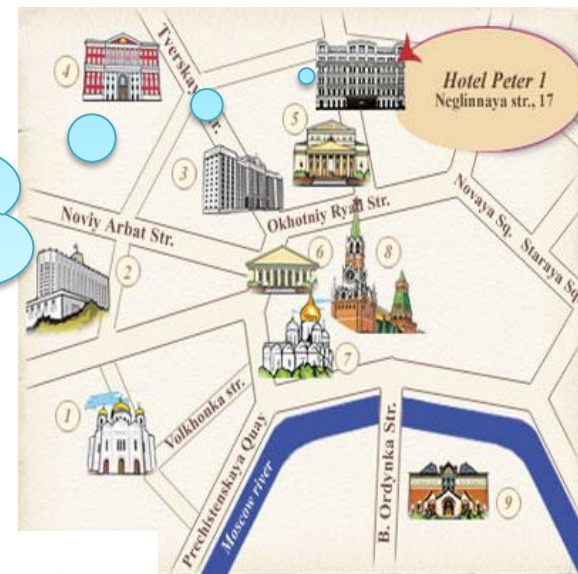 4
Tverskaya Str.
Hotel Peter 1
Neglinnaya str., 17
5
3
Noviy Arbat Str.
Okhotniy Ryad Str.
Novaya Sq.
Staraya Sq.
2
6
8
7
1
Volkhonka str.
Prechistenskaya Quay
Moscow river
B. Ordynka Str.
9